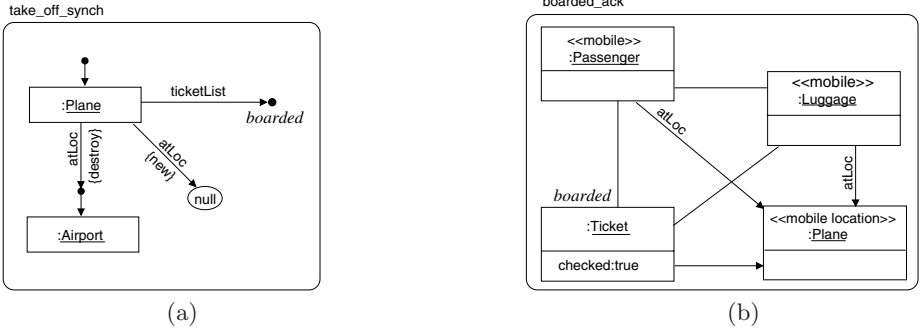 take_off_synch
:Plane
ticketList
boarded
atLoc
{destroy}
atLoc
{new}
null
:Airport
(a)
boarded_ack
<<mobile>>
:Passenger
<<mobile>>
:Luggage
atLoc
atLoc
boarded
:Ticket
checked:true
<<mobile location>>
:Plane
(b)